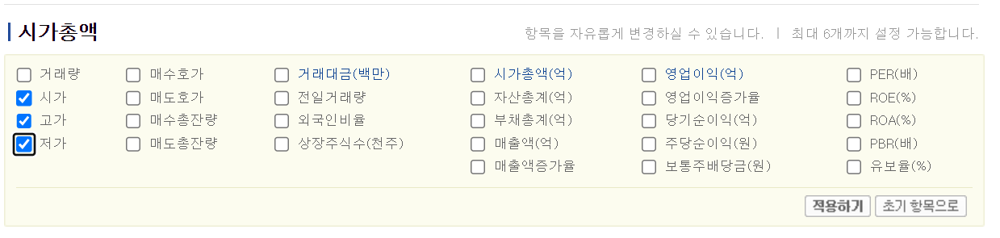 시가총액
항목을 자유롭게 변경하실 수 있습니다. | 최대 6개까지 설정 가능합니다.
거래량 매수호가 거래대금(백만) 시가총액(억) 영업이익(억) PER(배)
시가 매도호가 전일거래량 자산총계(억) 영업이익증가율 ROE(%)
고가 매수총잔량 외국인비율 부채총계(억) 당기순이익(억) ROA(%)
저가 매도총잔량 상장주식수(천주) 매출액(억) 주당순이익(원) PBR(배)
매출액증가율 보통주배당금(원) 유보율(%)
적용하기 초기 항목으로